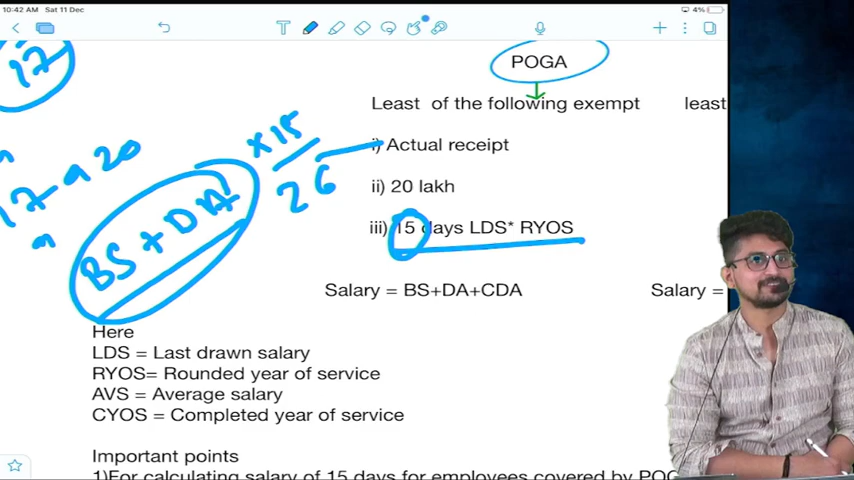 10:42 AM Sat 11 Dec
4%
17
POGA
Least of the following exempt least
i) Actual receipt
ii) 20 lakh
iii) 15 days LDS* RYOS
17 20
BS + DA
×15
26
Salary = BS+DA+CDA Salary =
Here
LDS = Last drawn salary
RYOS= Rounded year of service
AVS = Average salary
CYOS = Completed year of service
Important points
1)For calculating salary of 15 days for employees covered by POG